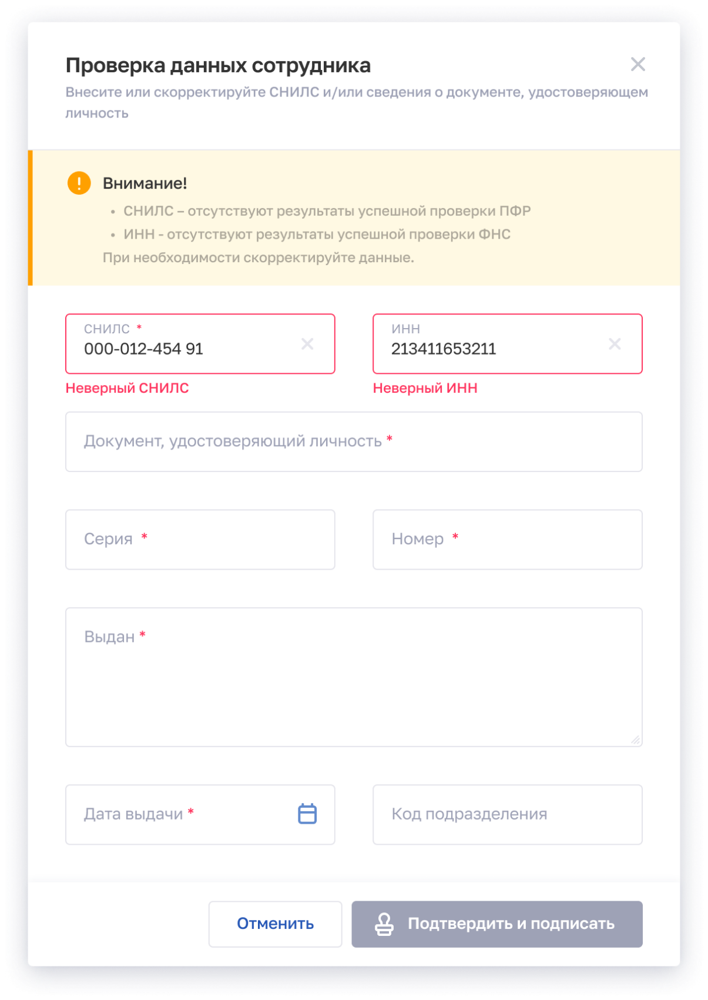 Проверка данных сотрудника
Внесите или скорректируйте СНИЛС и/или сведения о документе, удостоверяющем
личность
Внимание!
• СНИЛС – отсутствуют результаты успешной проверки ПФР
• ИНН - отсутствуют результаты успешной проверки ФНС
При необходимости скорректируйте данные.
СНИЛС *
000-012-454 91
ИНН
213411653211
Неверный СНИЛС
Неверный ИНН
Документ, удостоверяющий личность *
Серия *
Номер *
Выдан *
Дата выдачи *
Код подразделения
Отменить
Подтвердить и подписать